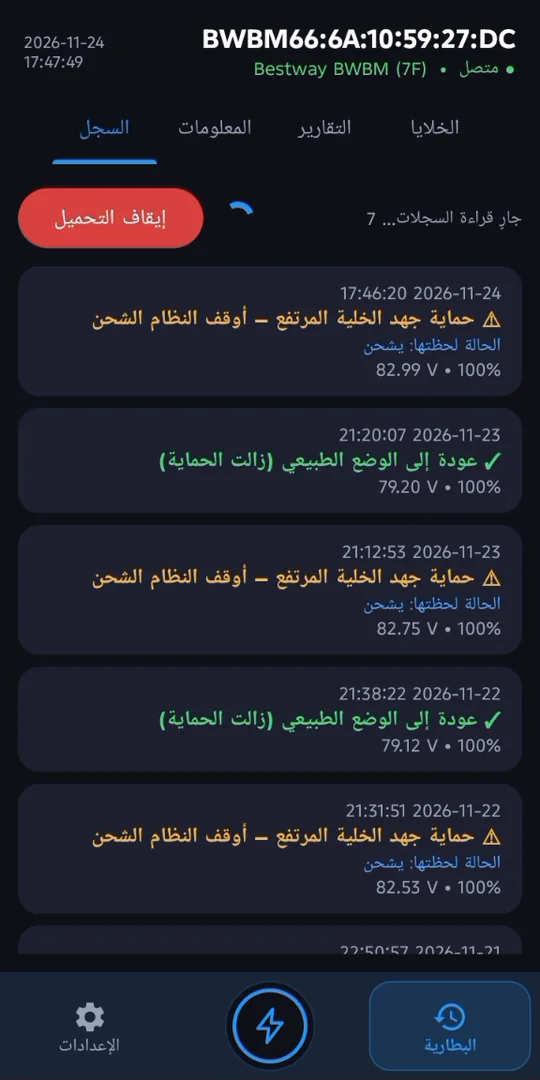 BWBM66:6A:10:59:27:DC
2026-11-24
17:47:49
● متصل • Bestway BWBM (7F)
الخلايا
التقارير
المعلومات
السجل
جارٍ قراءة السجلات... 7
إيقاف التحميل
17:46:20 2026-11-24
⚠ حماية جهد الخلية المرتفع – أوقف النظام الشحن
الحالة لحظتها: يشحن
82.99 V • 100%
21:20:07 2026-11-23
✓ عودة إلى الوضع الطبيعي (زالت الحماية)
79.20 V • 100%
21:12:53 2026-11-23
⚠ حماية جهد الخلية المرتفع – أوقف النظام الشحن
الحالة لحظتها: يشحن
82.75 V • 100%
21:38:22 2026-11-22
✓ عودة إلى الوضع الطبيعي (زالت الحماية)
79.12 V • 100%
21:31:51 2026-11-22
⚠ حماية جهد الخلية المرتفع – أوقف النظام الشحن
الحالة لحظتها: يشحن
82.53 V • 100%
22:50:57 2026-11-21
البطارية
الإعدادات